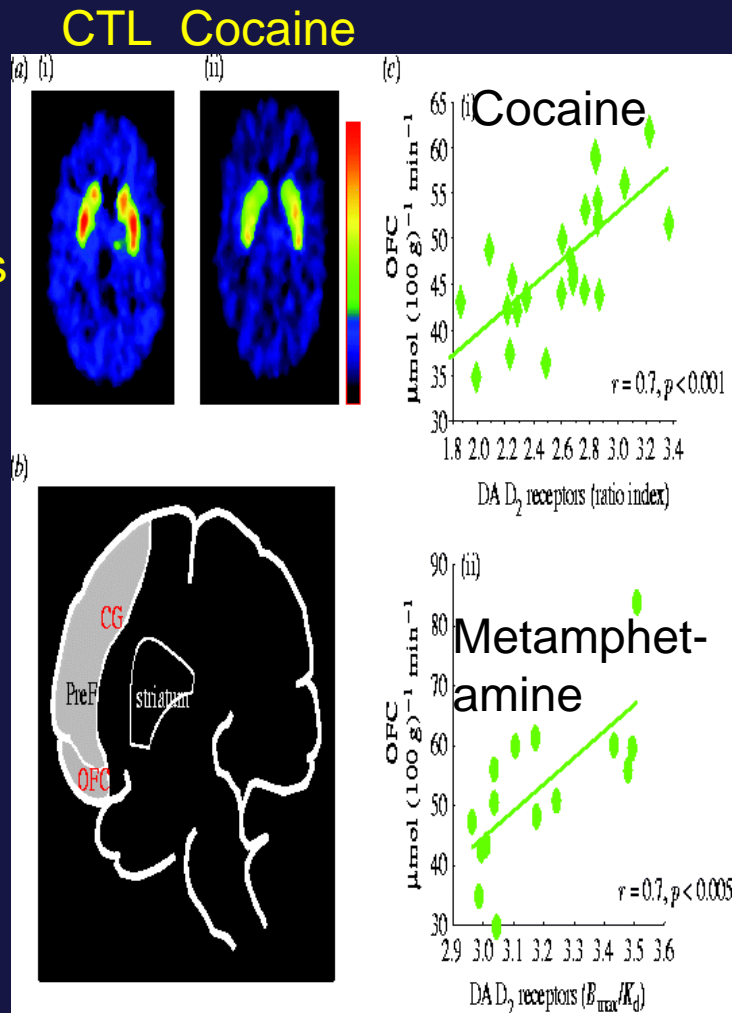 CTL Cocaine
(a) (i)
(ii)
s
(b)
CG
PreF
striatum
OFC
(c)
(i)
Cocaine
OFC
µmol (100 g)⁻¹ min⁻¹
65
60
55
50
45
40
35
30
r = 0.7, p < 0.001
1.8 2.0 2.2 2.4 2.6 2.8 3.0 3.2 3.4
DA D₂ receptors (ratio index)
(ii)
Metamphet-
amine
OFC
µmol (100 g)⁻¹ min⁻¹
90
80
70
60
50
40
30
r = 0.7, p < 0.005
2.9 3.0 3.1 3.2 3.3 3.4 3.5 3.6
DA D₂ receptors (Bmax/Kd)